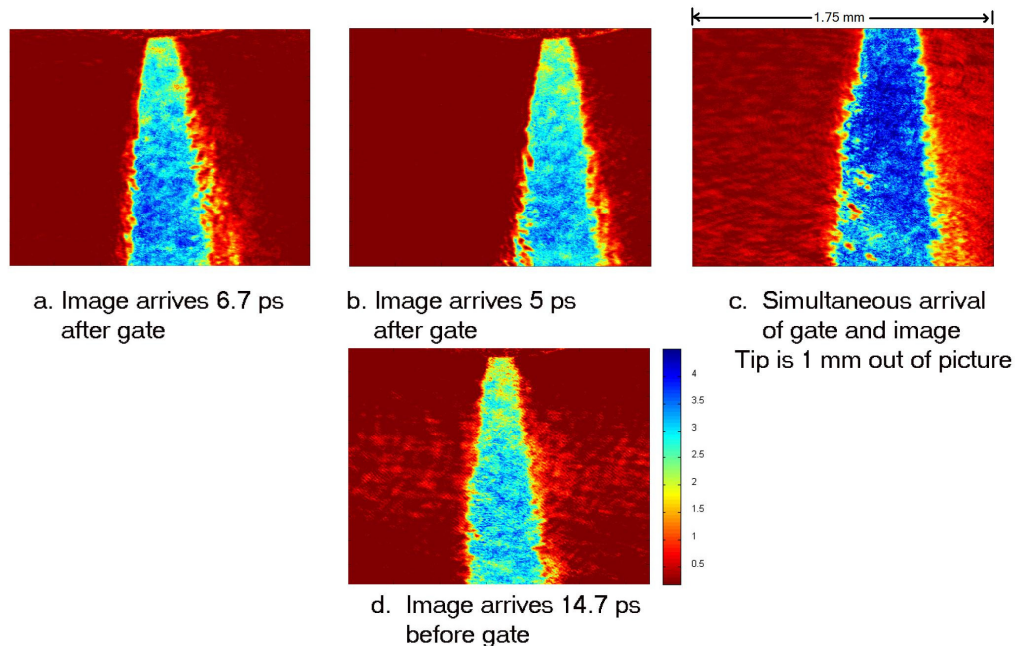 1.75 mm
a. Image arrives 6.7 ps
after gate
b. Image arrives 5 ps
after gate
c. Simultaneous arrival
of gate and image
Tip is 1 mm out of picture
4
3.5
3
2.5
2
1.5
1
0.5
d. Image arrives 14.7 ps
before gate